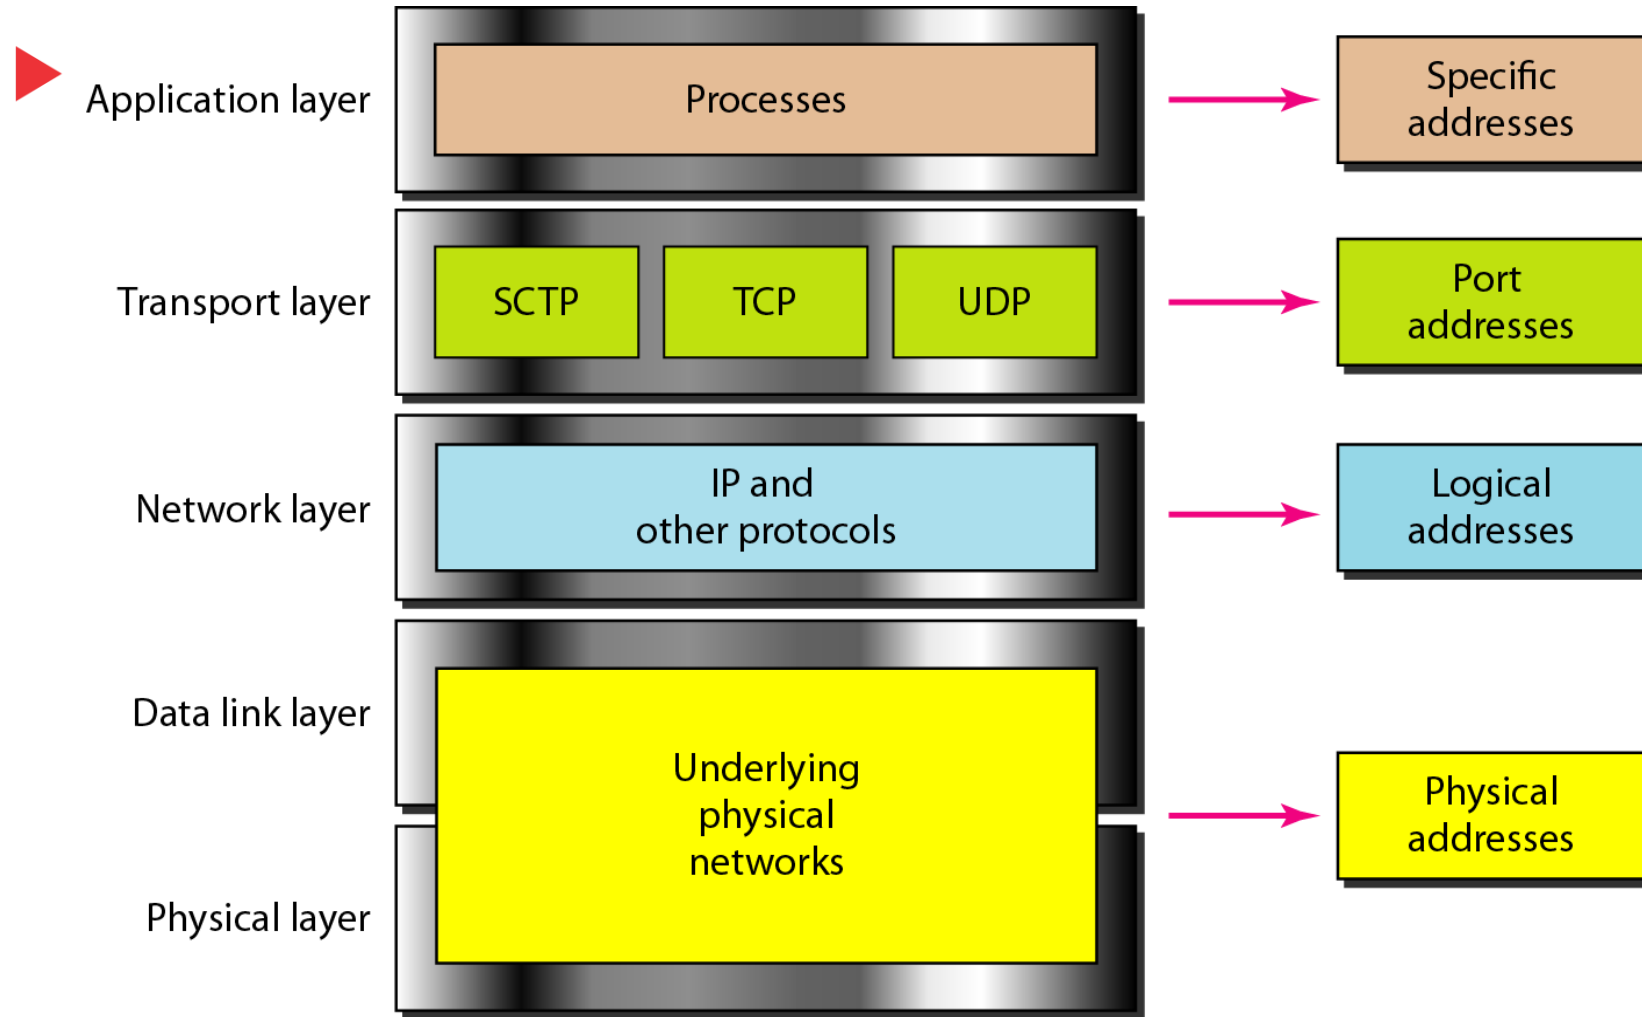 Application layer
Processes
Specific
addresses
Transport layer
SCTP
TCP
UDP
Port
addresses
Network layer
IP and
other protocols
Logical
addresses
Data link layer
Underlying
physical
networks
Physical
addresses
Physical layer